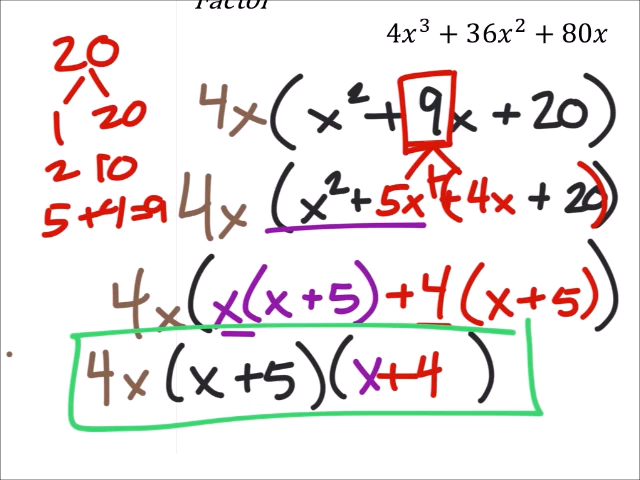 Factor
4x³ + 36x² + 80x
20
1 20
2 10
5+4=9
4x(x²+9x+20)
4x(x²+5x+(4x+20))
4x(x(x+5)+4(x+5))
4x(x+5)(x+4)